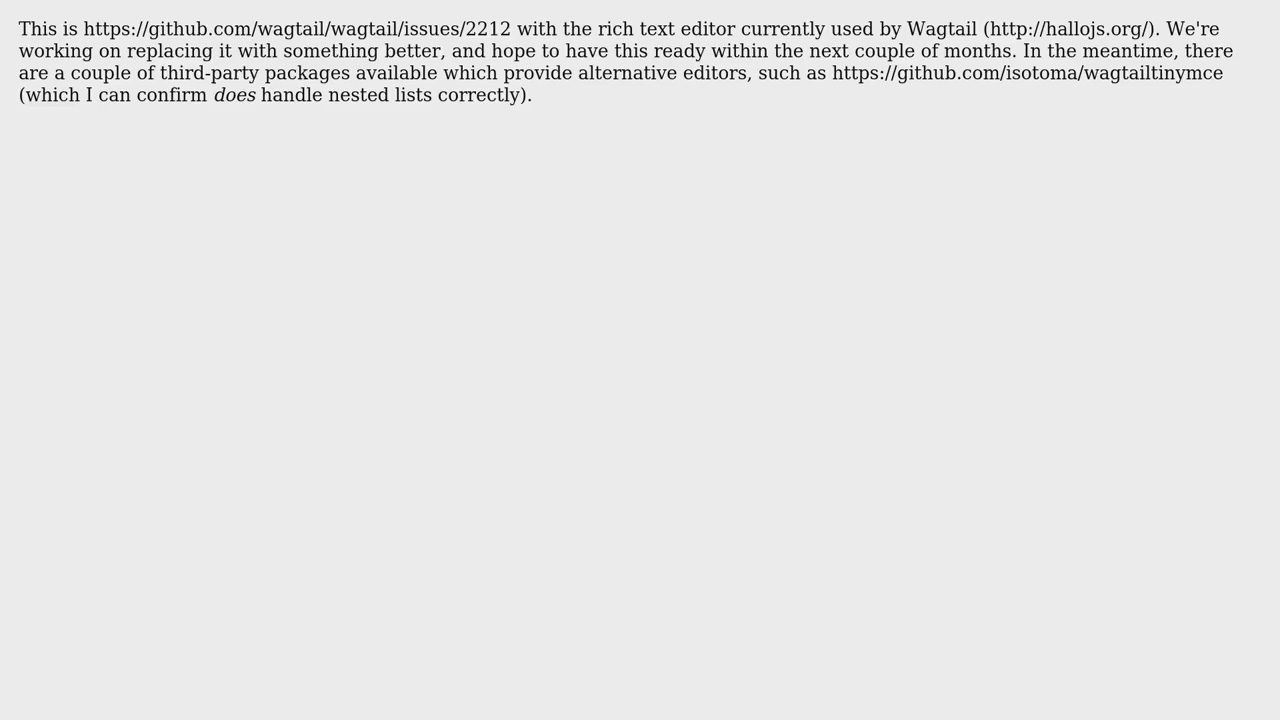 This is https://github.com/wagtail/wagtail/issues/2212 with the rich text editor currently used by Wagtail (http://hallojs.org/). We're
working on replacing it with something better, and hope to have this ready within the next couple of months. In the meantime, there
are a couple of third-party packages available which provide alternative editors, such as https://github.com/isotoma/wagtailtinymce
(which I can confirm does handle nested lists correctly).